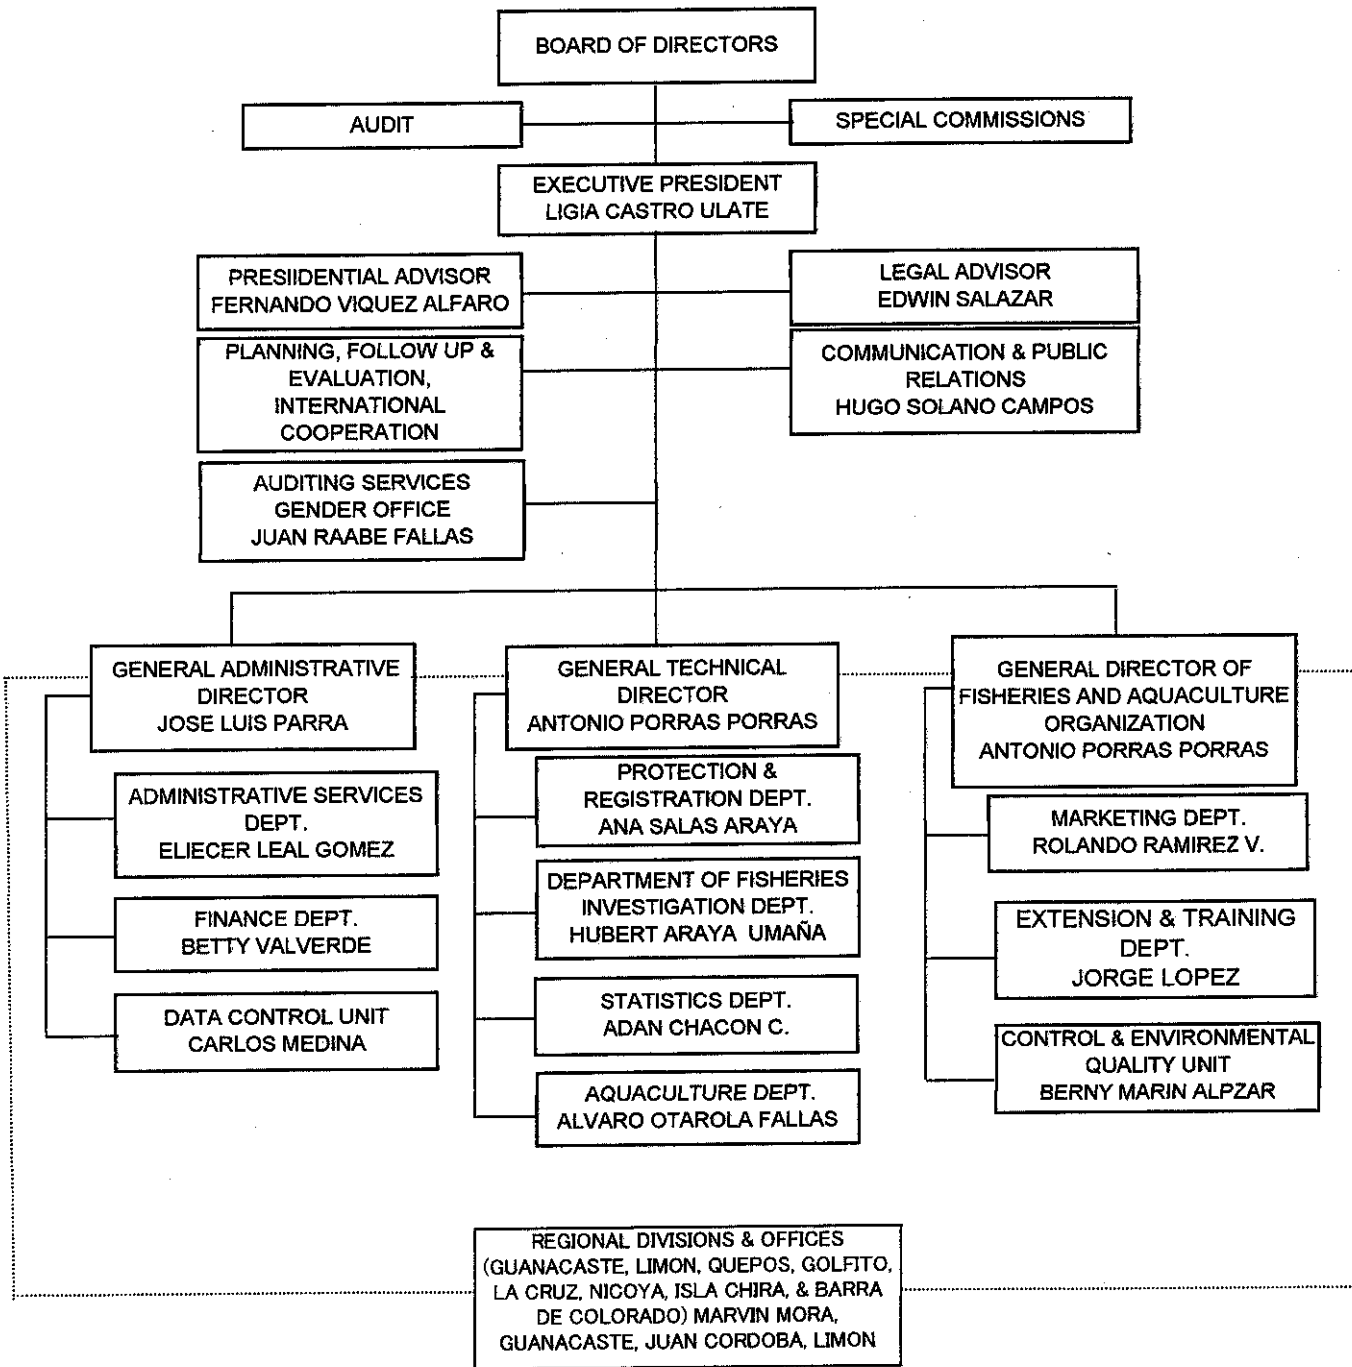 BOARD OF DIRECTORS
AUDIT
SPECIAL COMMISSIONS
EXECUTIVE PRESIDENT
LIGIA CASTRO ULATE
PRESIIDENTIAL ADVISOR
FERNANDO VIQUEZ ALFARO
LEGAL ADVISOR
EDWIN SALAZAR
PLANNING, FOLLOW UP &
EVALUATION,
INTERNATIONAL
COOPERATION
COMMUNICATION & PUBLIC
RELATIONS
HUGO SOLANO CAMPOS
AUDITING SERVICES
GENDER OFFICE
JUAN RAABE FALLAS
GENERAL ADMINISTRATIVE
DIRECTOR
JOSE LUIS PARRA
ADMINISTRATIVE SERVICES
DEPT.
ELIECER LEAL GOMEZ
FINANCE DEPT.
BETTY VALVERDE
DATA CONTROL UNIT
CARLOS MEDINA
GENERAL TECHNICAL
DIRECTOR
ANTONIO PORRAS PORRAS
PROTECTION &
REGISTRATION DEPT.
ANA SALAS ARAYA
DEPARTMENT OF FISHERIES
INVESTIGATION DEPT.
HUBERT ARAYA UMAÑA
STATISTICS DEPT.
ADAN CHACON C.
AQUACULTURE DEPT.
ALVARO OTAROLA FALLAS
GENERAL DIRECTOR OF
FISHERIES AND AQUACULTURE
ORGANIZATION
ANTONIO PORRAS PORRAS
MARKETING DEPT.
ROLANDO RAMIREZ V.
EXTENSION & TRAINING
DEPT.
JORGE LOPEZ
CONTROL & ENVIRONMENTAL
QUALITY UNIT
BERNY MARIN ALPZAR
REGIONAL DIVISIONS & OFFICES
(GUANACASTE, LIMON, QUEPOS, GOLFITO,
LA CRUZ, NICOYA, ISLA CHIRA, & BARRA
DE COLORADO) MARVIN MORA,
GUANACASTE, JUAN CORDOBA, LIMON